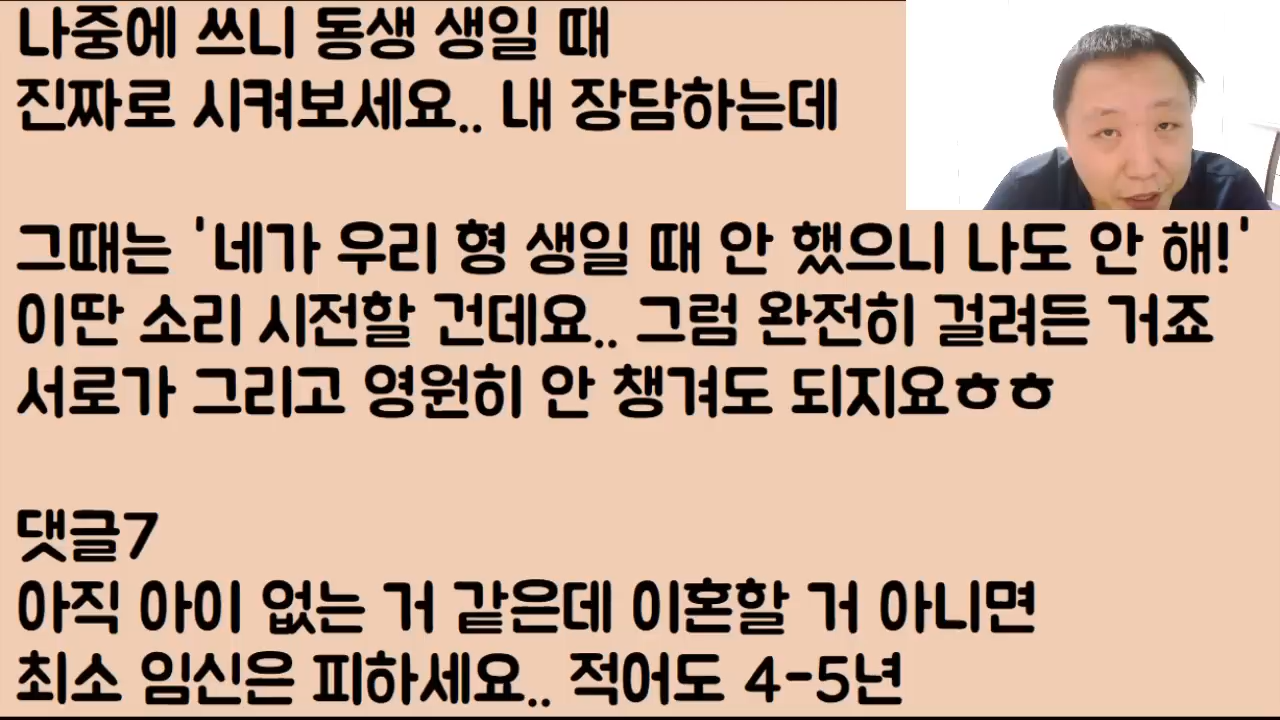 나중에 쓰니 동생 생일 때
진짜로 시켜보세요.. 내 장담하는데
그때는 '네가 우리 형 생일 때 안 했으니 나도 안 해!'
이딴 소리 시전할 건데요.. 그럼 완전히 걸려든 거죠
서로가 그리고 영원히 안 챙겨도 되지요ㅎㅎ
댓글7
아직 아이 없는 거 같은데 이혼할 거 아니면
최소 임신은 피하세요.. 적어도 4-5년